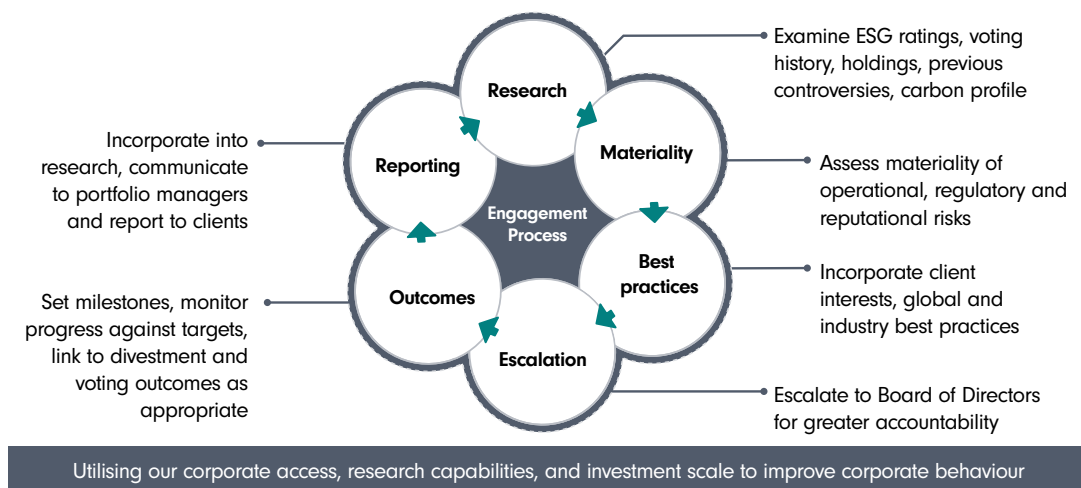 Research
Examine ESG ratings, voting
history, holdings, previous
controversies, carbon profile
Materiality
Assess materiality of
operational, regulatory and
reputational risks
Best
practices
Incorporate client
interests, global and
industry best practices
Escalation
Escalate to Board of Directors
for greater accountability
Outcomes
Set milestones, monitor
progress against targets,
link to divestment and
voting outcomes as
appropriate
Reporting
Incorporate into
research, communicate
to portfolio managers
and report to clients
Engagement
Process
Utilising our corporate access, research capabilities, and investment scale to improve corporate behaviour